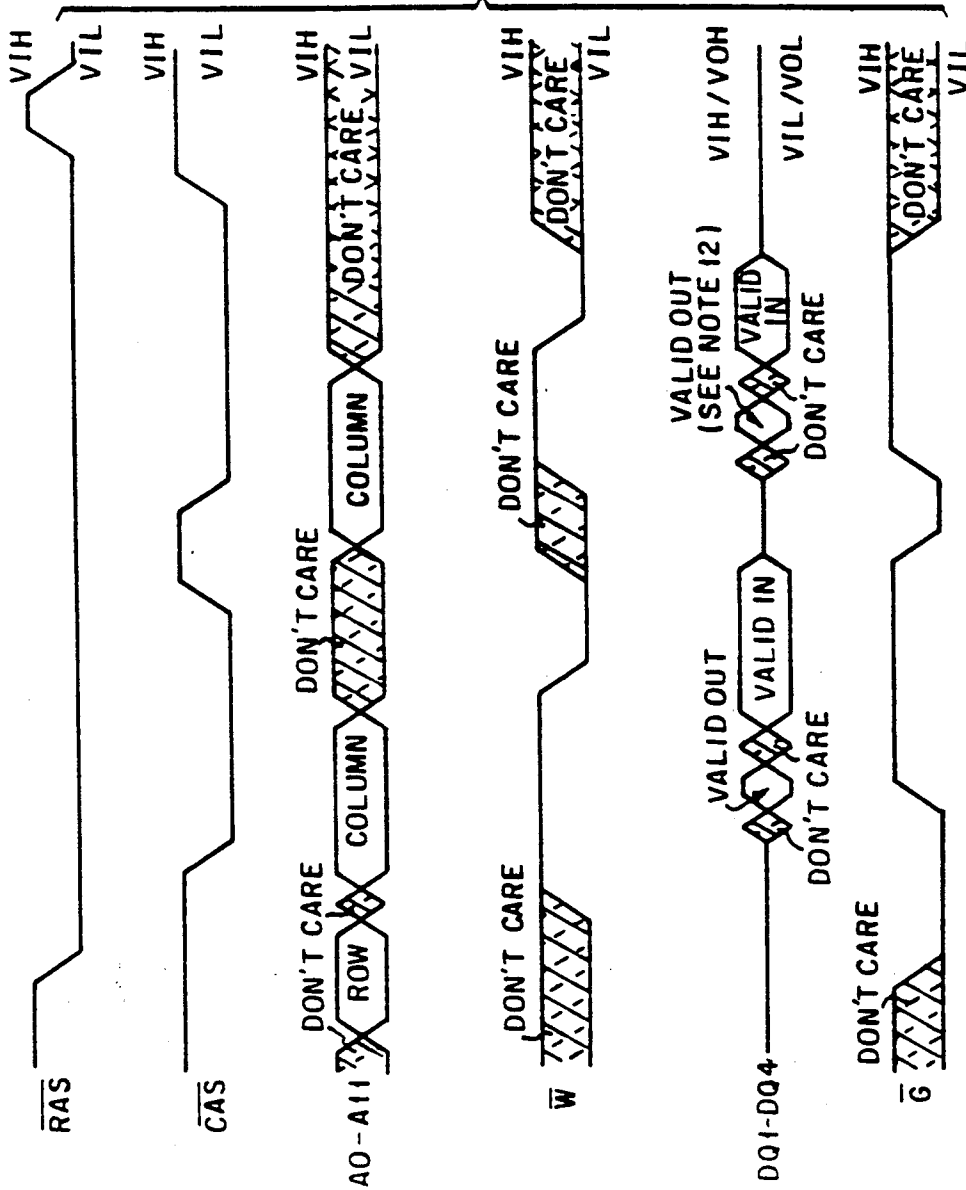 RAS
VIH
VIL
CAS
VIH
VIL
A0-A11
DON'T CARE
ROW
DON'T CARE
COLUMN
DON'T CARE
COLUMN
DON'T CARE
VIH
VIL
W
DON'T CARE
DON'T CARE
DON'T CARE
VIH
VIL
DQ1-DQ4
DON'T CARE
VALID OUT
DON'T CARE
VALID IN
DON'T CARE
VALID OUT
(SEE NOTE 12)
VALID
IN
VIH/VOH
VIL/VOL
G
DON'T CARE
DON'T CARE
VIH
VIL